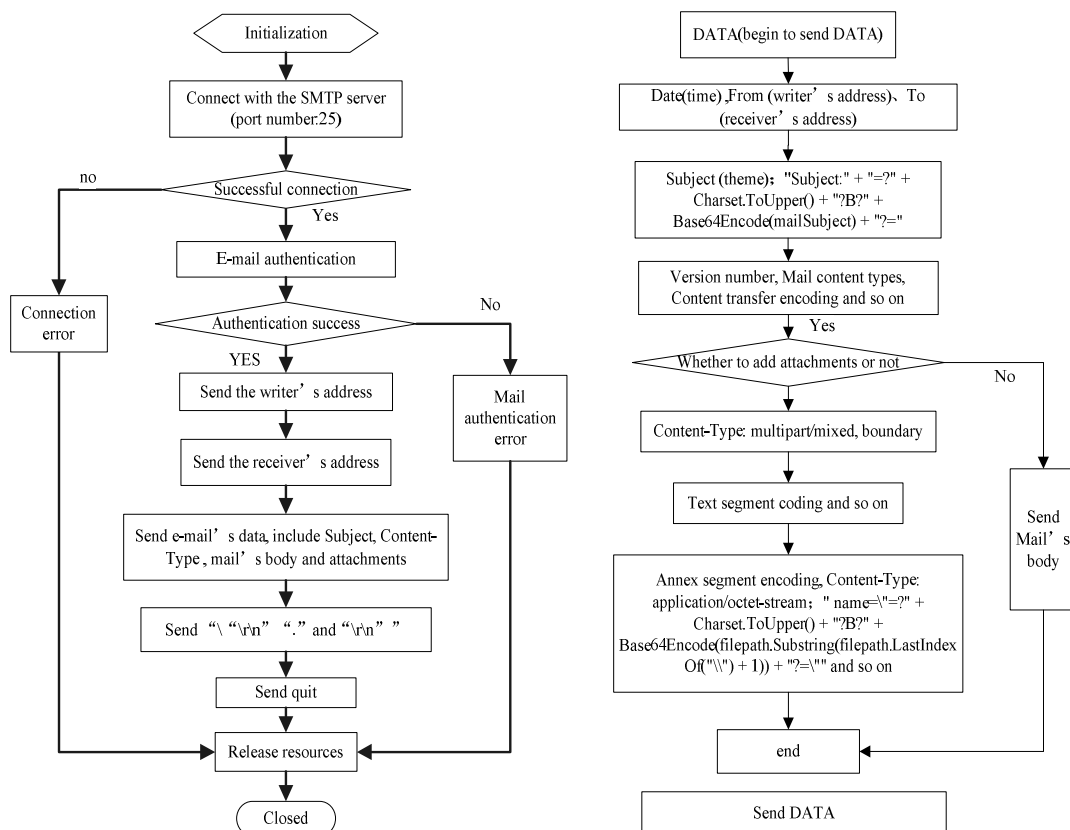 Initialization
Connect with the SMTP server
(port number:25)
no
Successful connection
Yes
E-mail authentication
No
Connection
error
Authentication success
YES
Send the writer’s address
Mail
authentication
error
Send the receiver’s address
Send e-mail’s data, include Subject, Content-
Type , mail’s body and attachments
Send “\ “\r\n” “.” and “\r\n” ”
Send quit
Release resources
Closed
DATA(begin to send DATA)
Date(time) ,From (writer’s address)、To
(receiver’s address)
Subject (theme)；"Subject:" + "=?" +
Charset.ToUpper() + "?B?" +
Base64Encode(mailSubject) + "?="
Version number, Mail content types,
Content transfer encoding and so on
Yes
Whether to add attachments or not
No
Content-Type: multipart/mixed, boundary
Text segment coding and so on
Send
Mail’s
body
Annex segment encoding, Content-Type:
application/octet-stream；" name=\"=?" +
Charset.ToUpper() + "?B?" +
Base64Encode(filepath.Substring(filepath.LastIndex
Of("\\") + 1)) + "?=\"" and so on
end
Send DATA